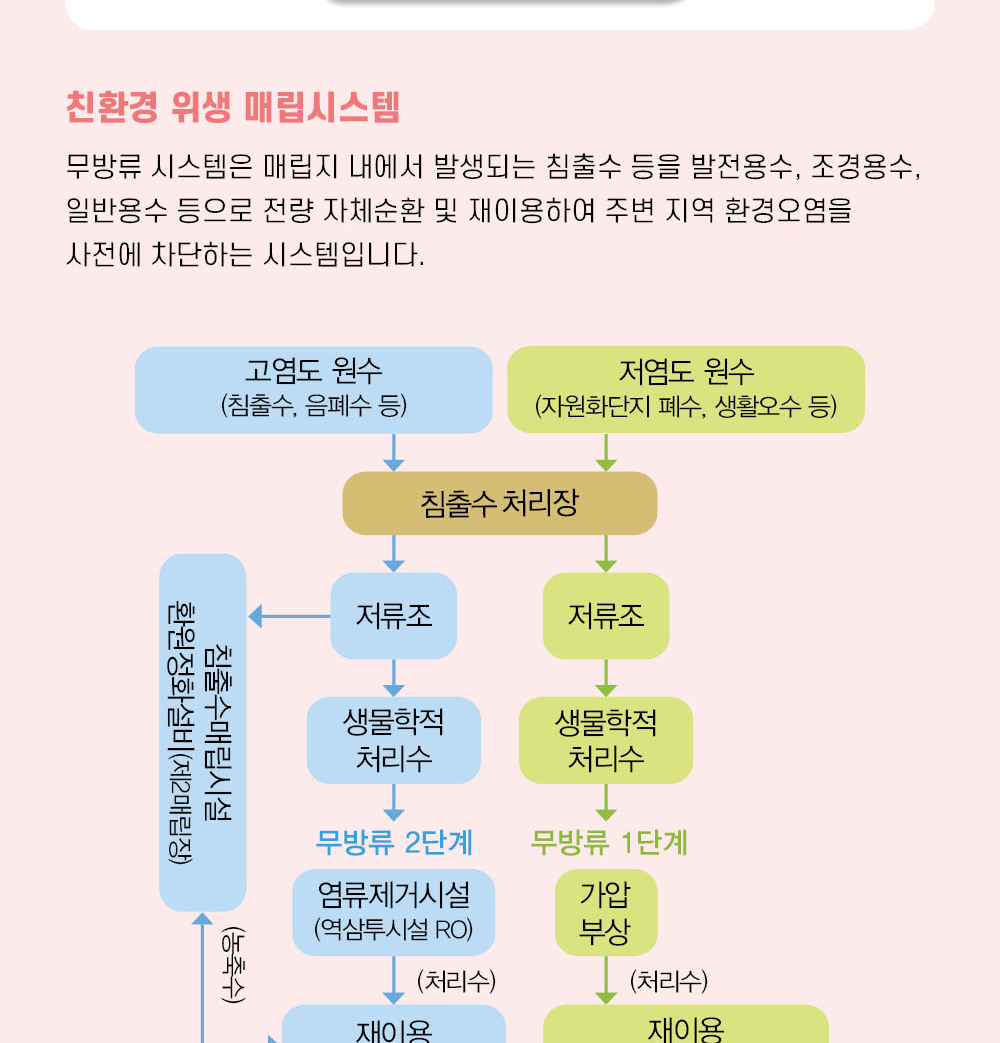 친환경 위생 매립시스템
무방류 시스템은 매립지 내에서 발생되는 침출수 등을 발전용수, 조경용수,
일반용수 등으로 전량 자체순환 및 재이용하여 주변 지역 환경오염을
사전에 차단하는 시스템입니다.
고염도 원수
(침출수, 음폐수 등)
저염도 원수
(자원화단지 폐수, 생활오수 등)
침출수 처리장
저류조
저류조
침출수매립시설
환원정화설비(제2매립장)
생물학적
처리수
생물학적
처리수
무방류 2단계
무방류 1단계
염류제거시설
(역삼투시설 RO)
가압
부상
(농축수)
(처리수)
(처리수)
재이용
재이용